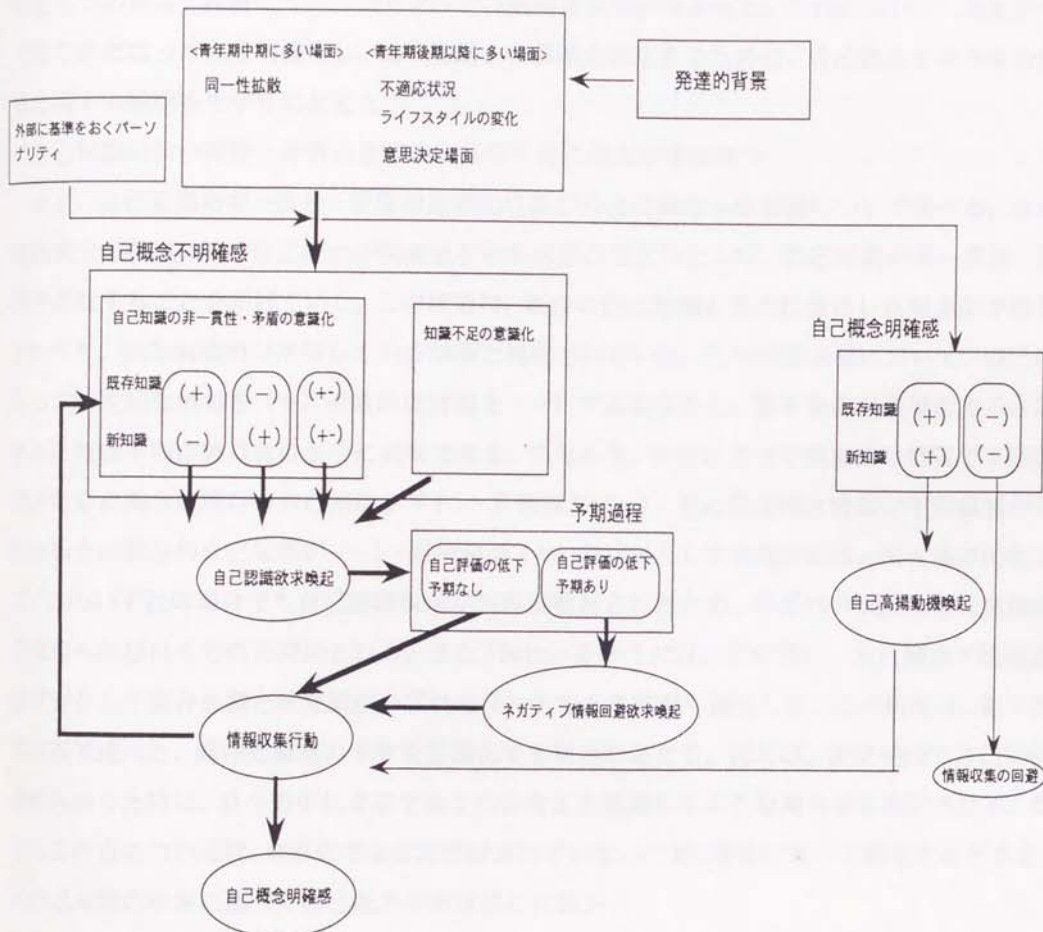 <青年期中期に多い場面> <青年期後期以降に多い場面>
同一性拡散
不適応状況
ライフスタイルの変化
意思決定場面
発達的背景
外部に基準をおくパーソ
ナリティ
自己概念不明確感
自己知識の非一貫性・矛盾の意識化
既存知識 (+) (-) (+-)
新知識 (-) (+) (+-)
知識不足の意識化
自己概念明確感
既存知識 (+) (-)
新知識 (+) (-)
予期過程
自己認識欲求喚起
自己評価の低下
予期なし
自己評価の低下
予期あり
自己高揚動機喚起
ネガティブ情報回避欲求喚起
情報収集行動
情報収集の回避
自己概念明確感